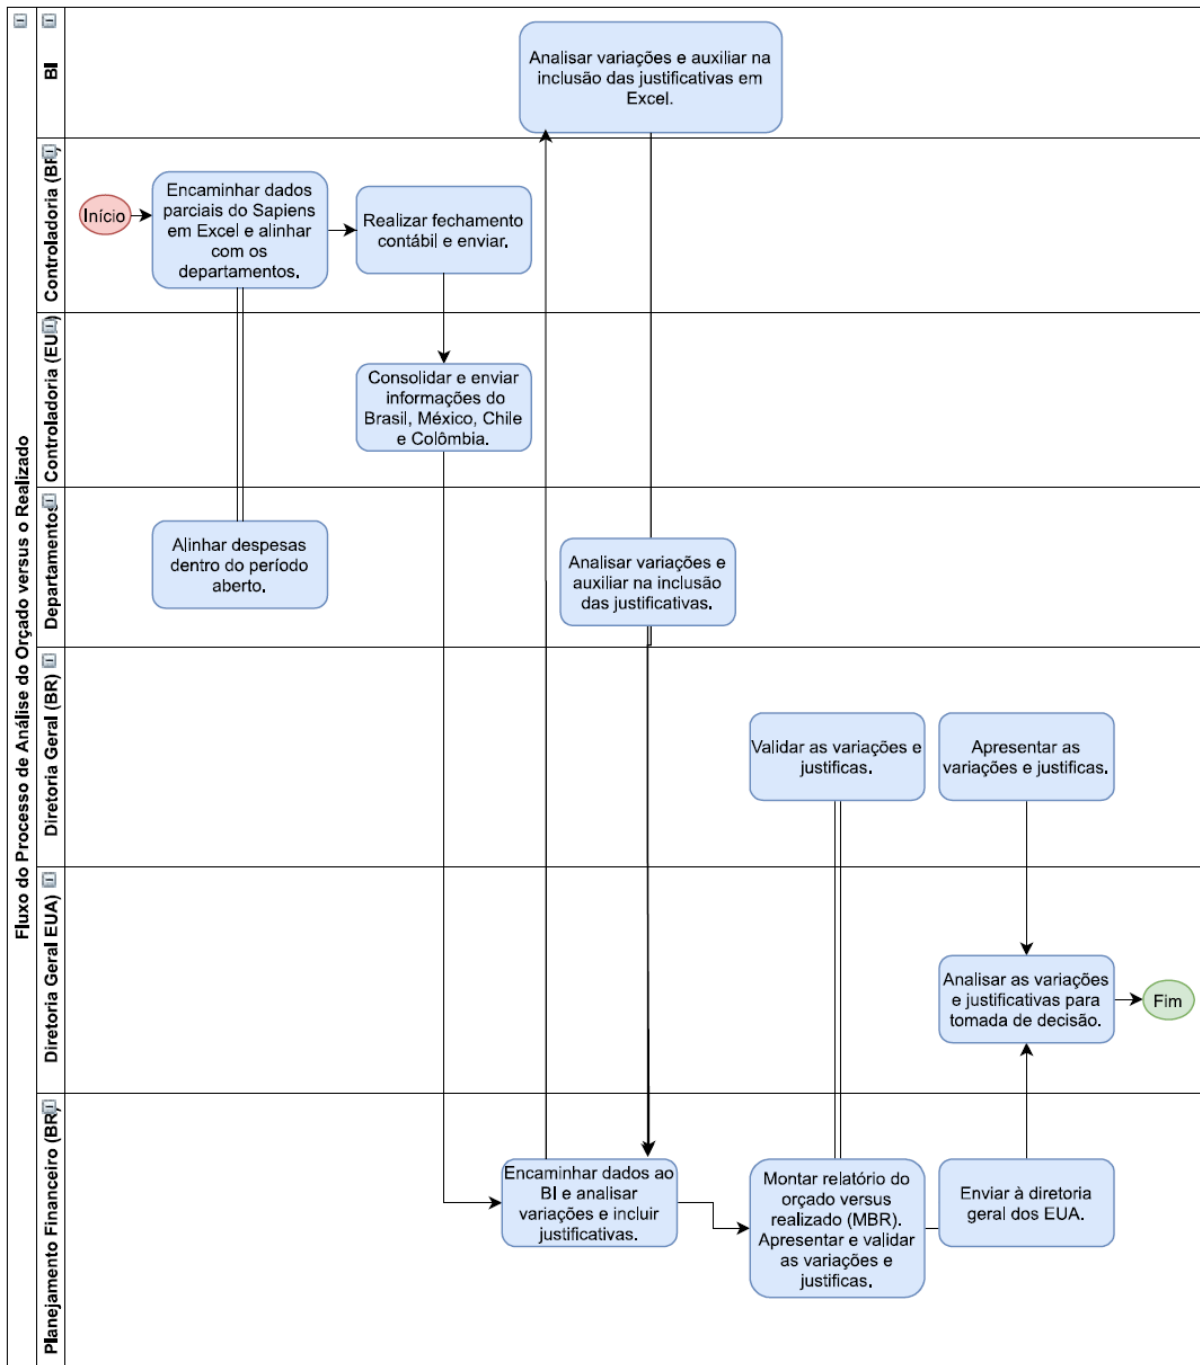 Fluxo do Processo de Análise do Orçado versus o Realizado
BI
Analisar variações e auxiliar na
inclusão das justificativas em
Excel.
Controladoria (BR)
Início
Encaminhar dados
parciais do Sapiens
em Excel e alinhar
com os
departamentos.
Realizar fechamento
contábil e enviar.
Controladoria (EUA)
Consolidar e enviar
informações do
Brasil, México, Chile
e Colômbia.
Departamentos
Alinhar despesas
dentro do período
aberto.
Analisar variações e
auxiliar na inclusão
das justificativas.
Diretoria Geral (BR)
Validar as variações e
justificas.
Apresentar as
variações e justificas.
Diretoria Geral EUA)
Analisar as variações
e justificativas para
tomada de decisão.
Fim
Planejamento Financeiro (BR)
Encaminhar dados ao
BI e analisar
variações e incluir
justificativas.
Montar relatório do
orçado versus
realizado (MBR).
Apresentar e validar
as variações e
justificas.
Enviar à diretoria
geral dos EUA.